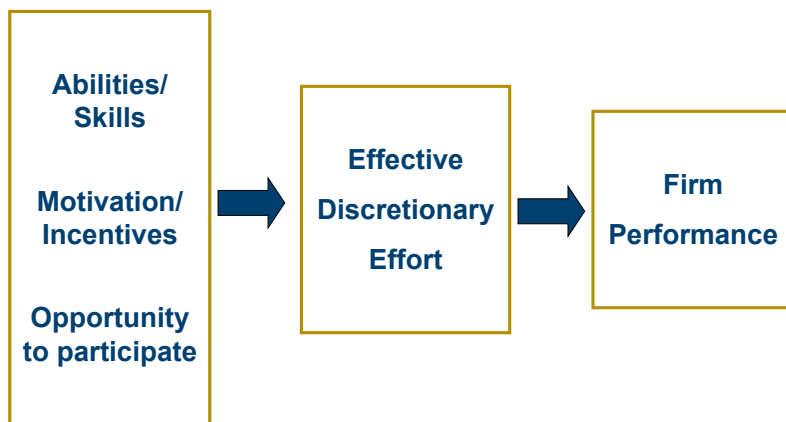 Abilities/
Skills
Motivation/
Incentives
Opportunity
to participate
Effective
Discretionary
Effort
Firm
Performance